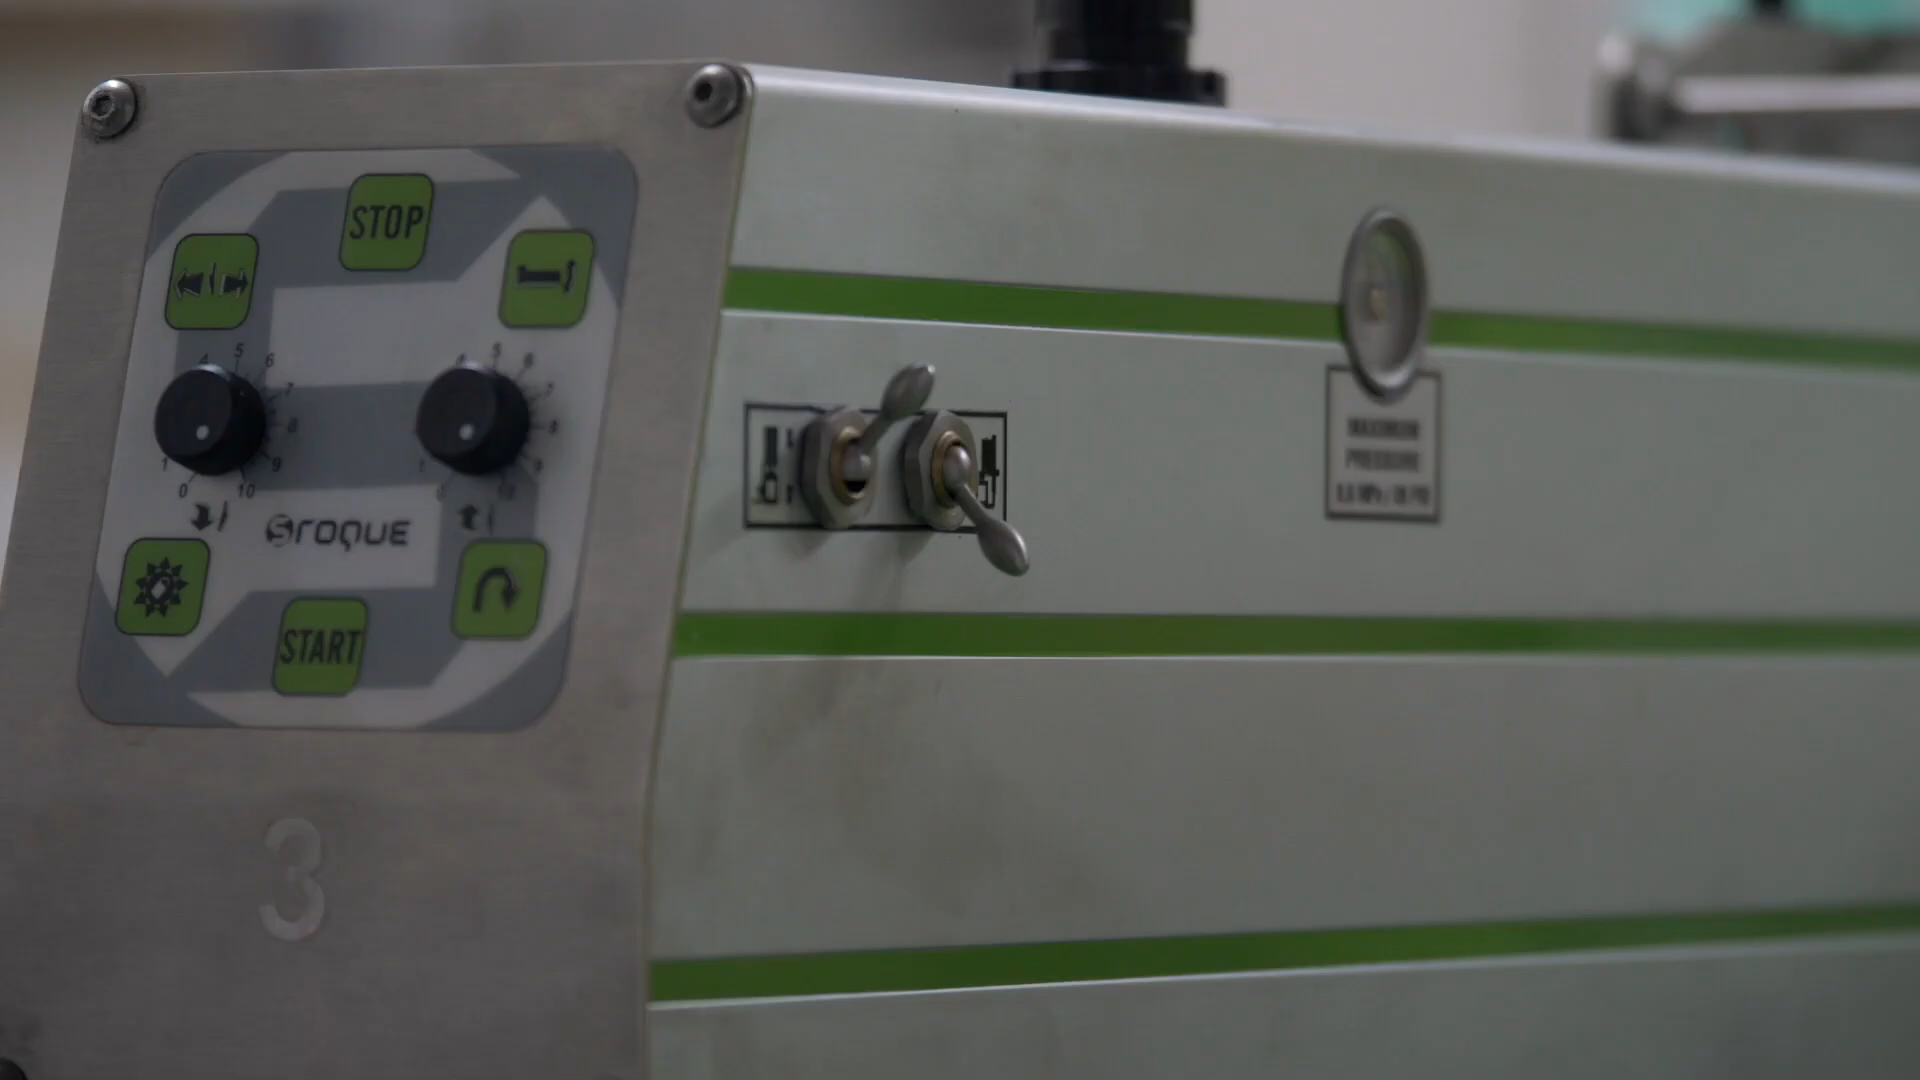 STOP
4 5 6 7 8 9 10 0 1
4 5 6 7 8 9 10 0 1
sroque
START
3
MAXIMUM
PRESSURE